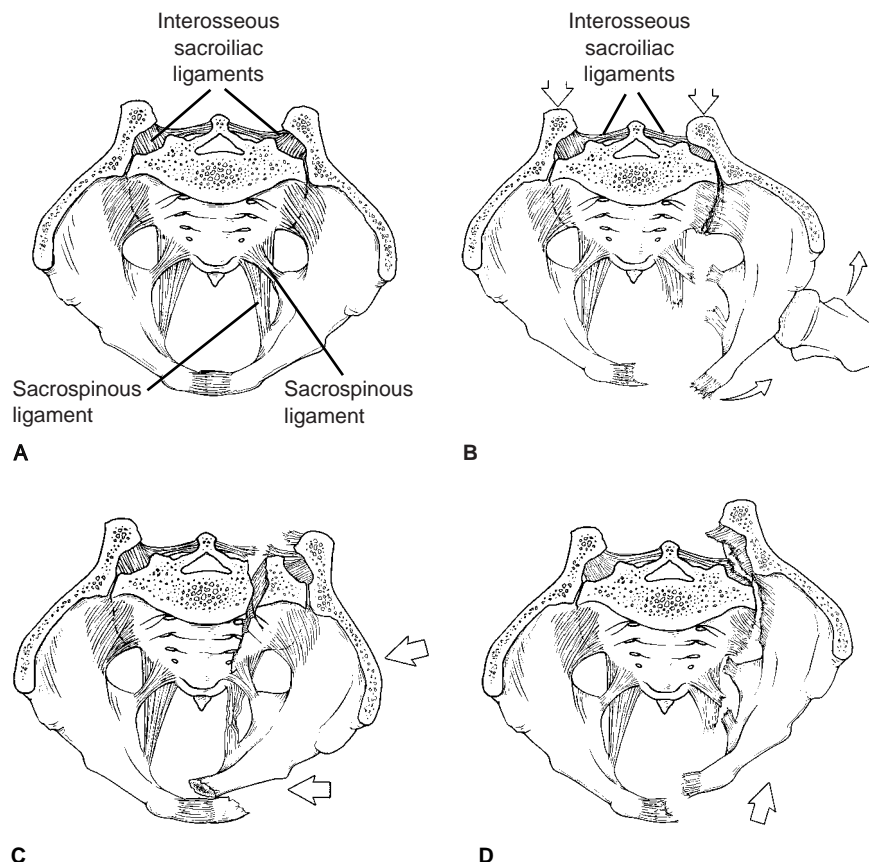 Interosseous
sacroiliac
ligaments
Interosseous
sacroiliac
ligaments
Sacrospinous
ligament
Sacrospinous
ligament
A
B
C
D